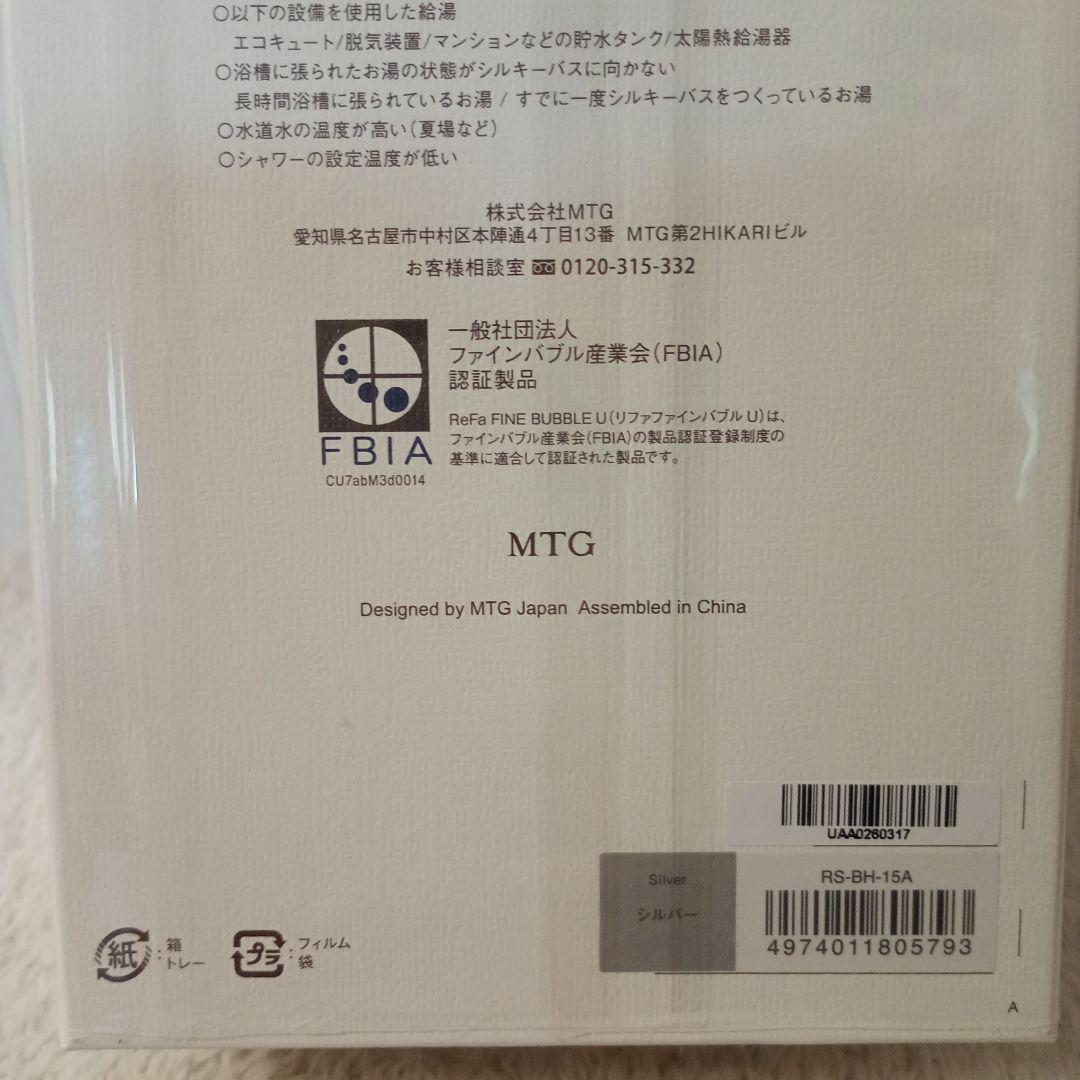 ○以下の設備を使用した給湯
エコキュート/脱気装置/マンションなどの貯水タンク/太陽熱給湯器
○浴槽に張られたお湯の状態がシルキーバスに向かない
長時間浴槽に張られているお湯 / すでに一度シルキーバスをつくっているお湯
○水道水の温度が高い(夏場など)
○シャワーの設定温度が低い
株式会社MTG
愛知県名古屋市中村区本陣通4丁目13番 MTG第2HIKARIビル
お客様相談室 0120-315-332
一般社団法人
ファインバブル産業会(FBIA)
認証製品
ReFa FINE BUBBLE U(リファファインバブル U)は、
ファインバブル産業会(FBIA)の製品認証登録制度の
基準に適合して認証された製品です。
FBIA
CU7abM3d0014
MTG
Designed by MTG Japan Assembled in China
UAA0260317
Silver
シルバー
RS-BH-15A
4974011805793
紙 : 箱
トレー
プラ : フィルム
袋
A